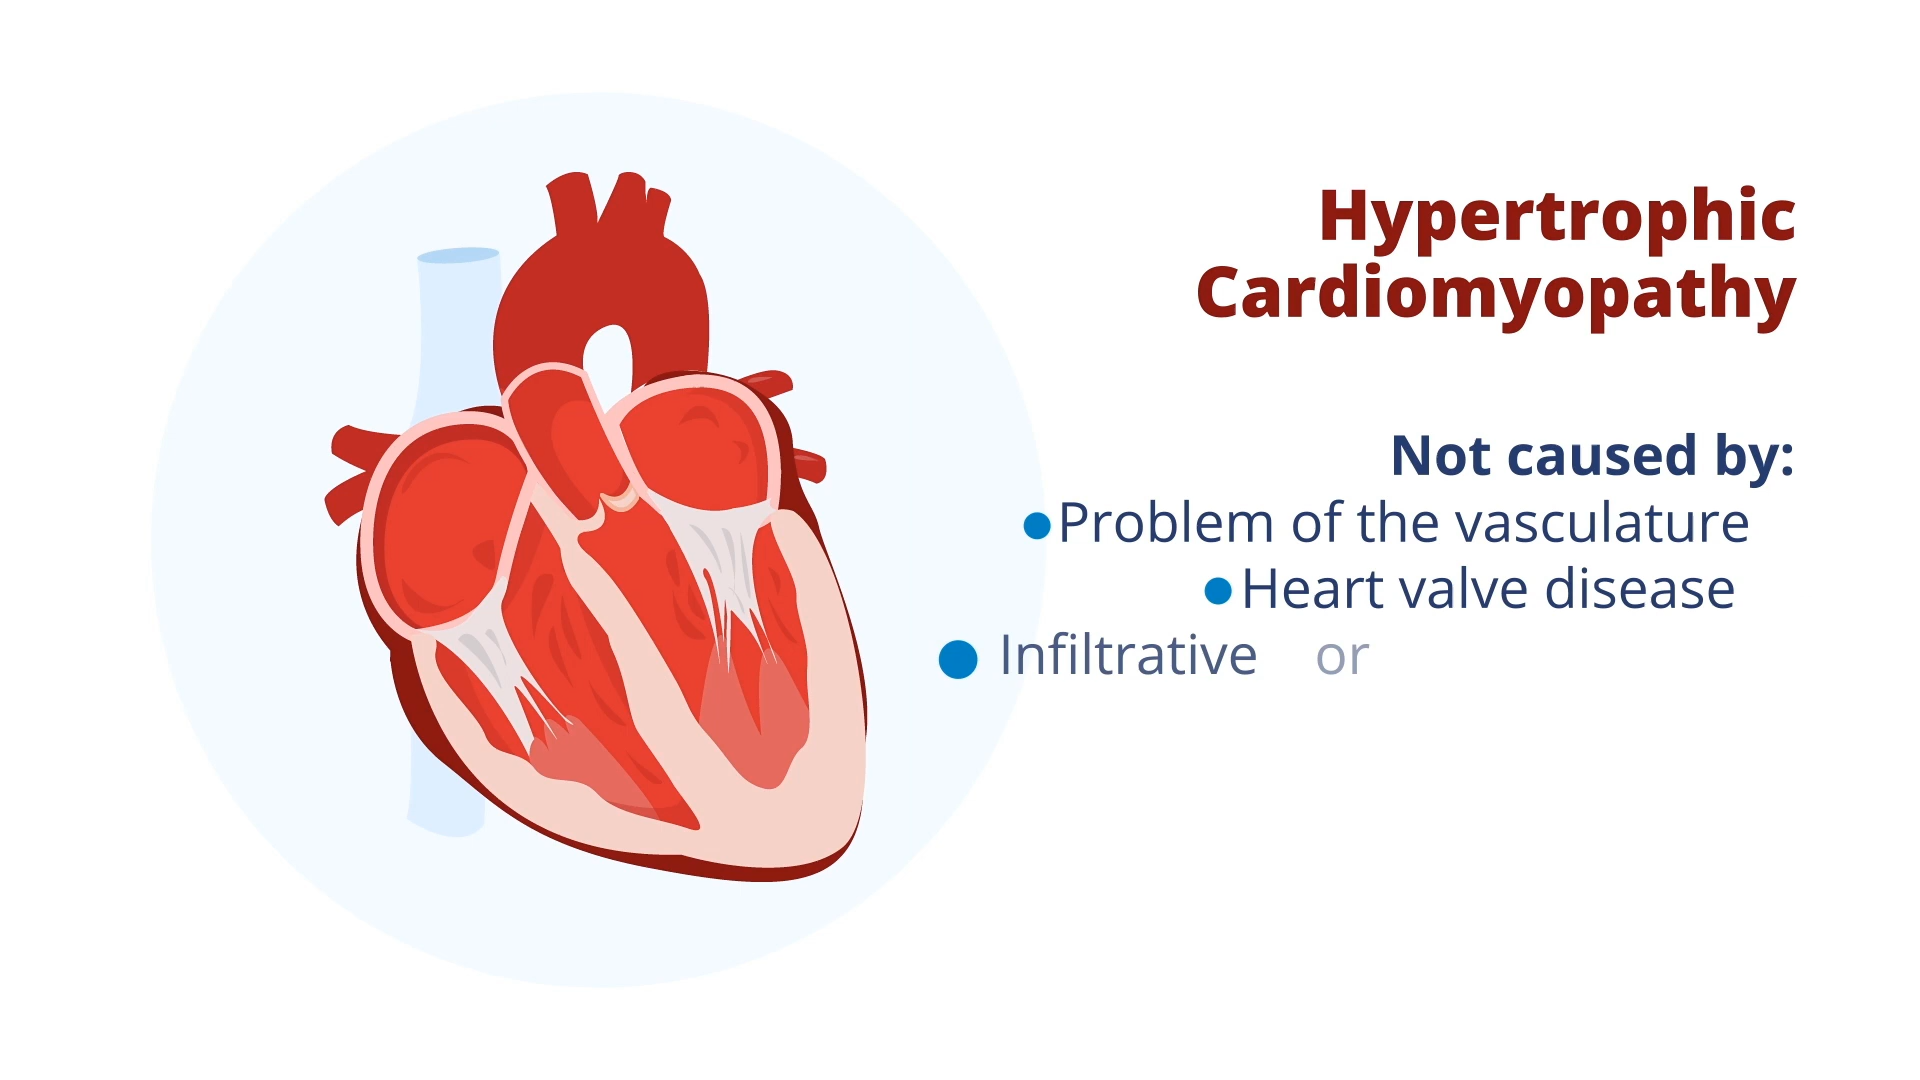 Hypertrophic
Cardiomyopathy
Not caused by:
●Problem of the vasculature
●Heart valve disease
● Infiltrative or